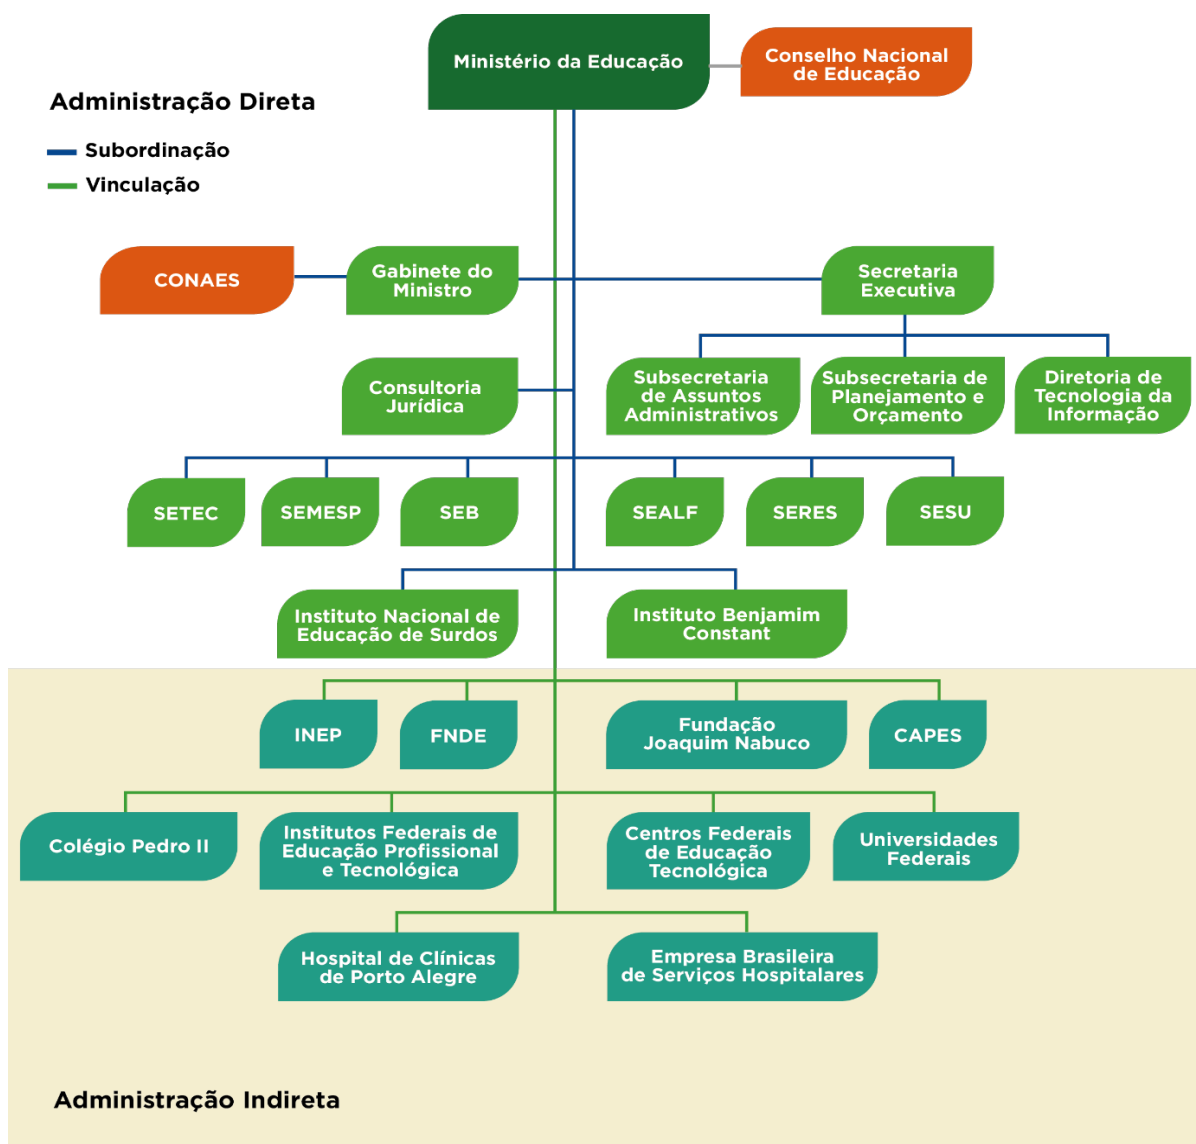 Ministério da Educação
Conselho Nacional
de Educação
Administração Direta
Subordinação
Vinculação
CONAES
Gabinete do
Ministro
Secretaria
Executiva
Consultoria
Jurídica
Subsecretaria
de Assuntos
Administrativos
Subsecretaria de
Planejamento e
Orçamento
Diretoria de
Tecnologia da
Informação
SETEC
SEMESP
SEB
SEALF
SERES
SESU
Instituto Nacional de
Educação de Surdos
Instituto Benjamim
Constant
INEP
FNDE
Fundação
Joaquim Nabuco
CAPES
Colégio Pedro II
Institutos Federais de
Educação Profissional
e Tecnológica
Centros Federais
de Educação
Tecnológica
Universidades
Federais
Hospital de Clínicas
de Porto Alegre
Empresa Brasileira
de Serviços Hospitalares
Administração Indireta